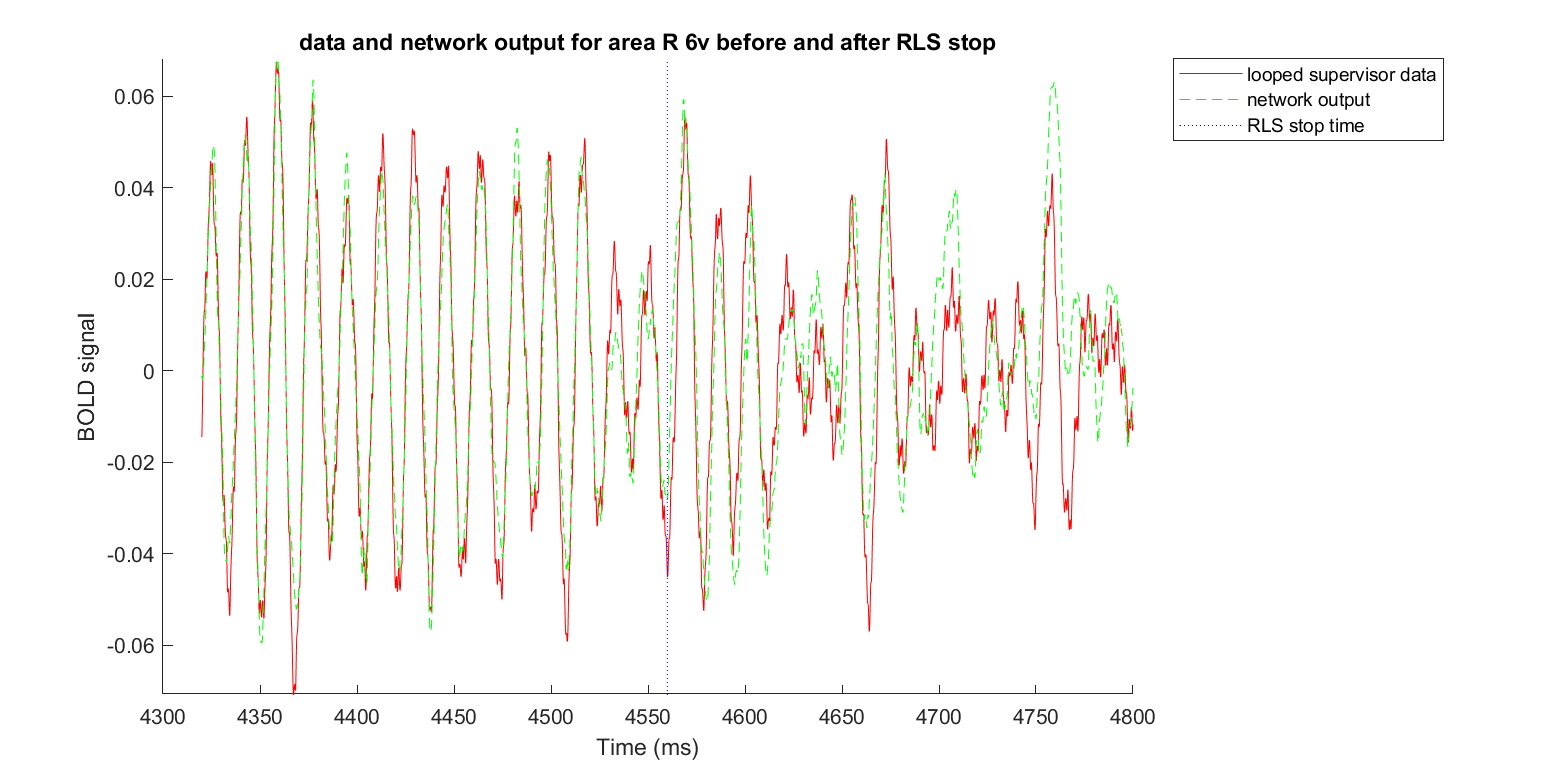 data and network output for area R 6v before and after RLS stop
looped supervisor data
network output
RLS stop time
BOLD signal
0.06
0.04
0.02
0
-0.02
-0.04
-0.06
4300 4350 4400 4450 4500 4550 4600 4650 4700 4750 4800
Time (ms)